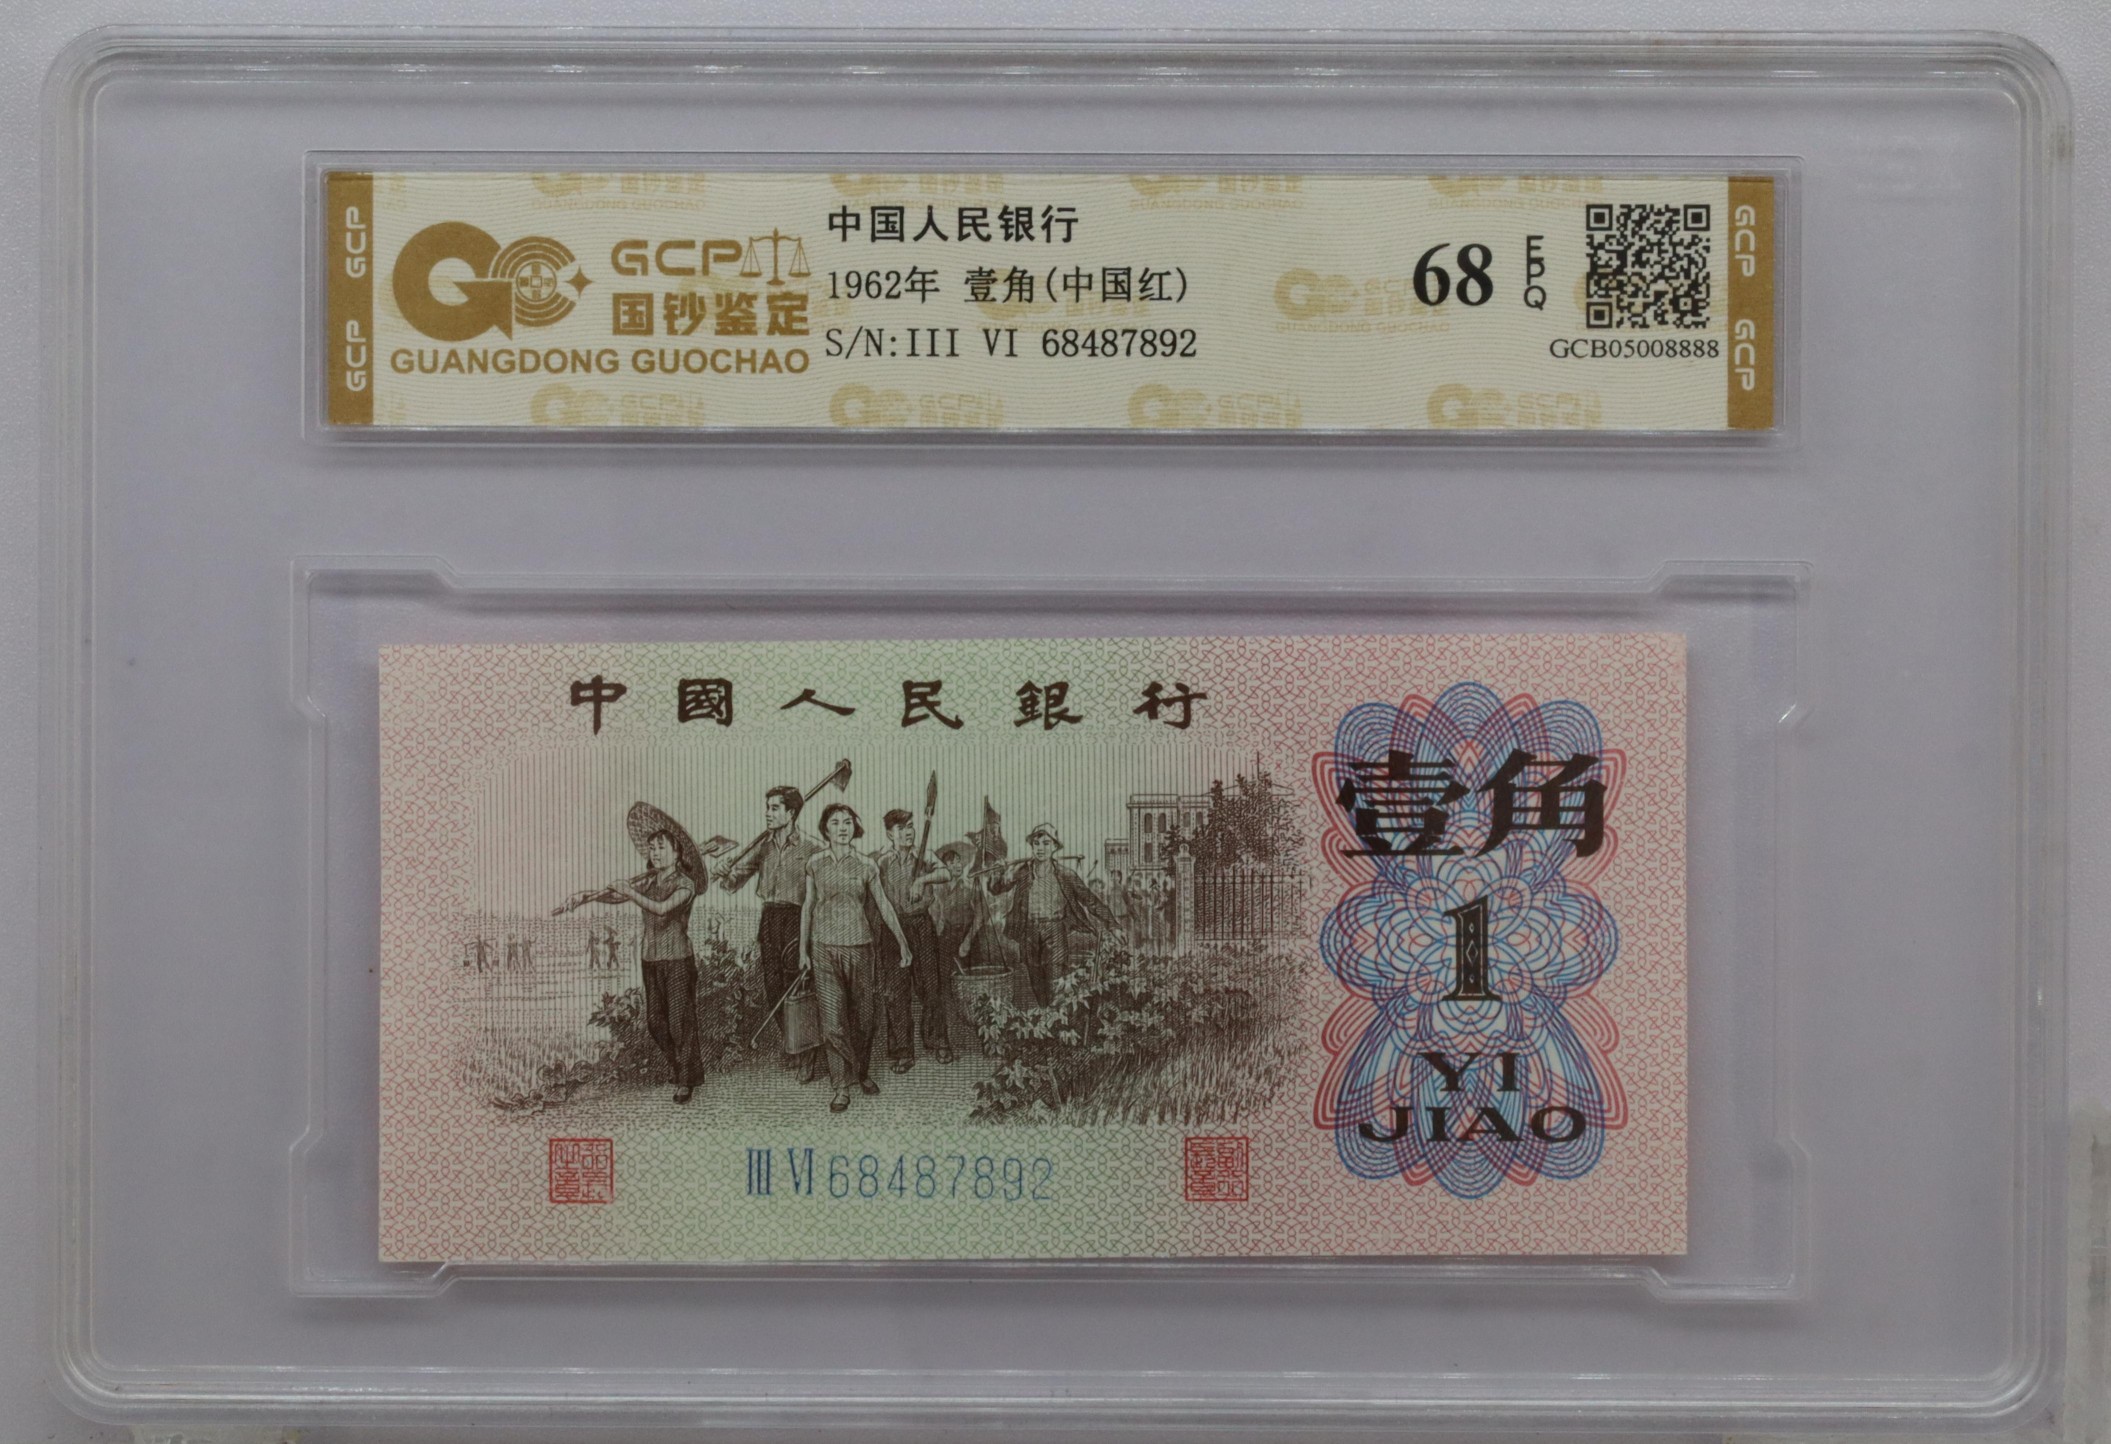 GCP
GCP
GCP
国钞鉴定
GUANGDONG GUOCHAO
中国人民银行
1962年 壹角(中国红)
S/N:III VI 68487892
68
EPQ
GCB05008888
GCP
GCP
中國人民銀行
壹角
1
YI
JIAO
III VI 68487892